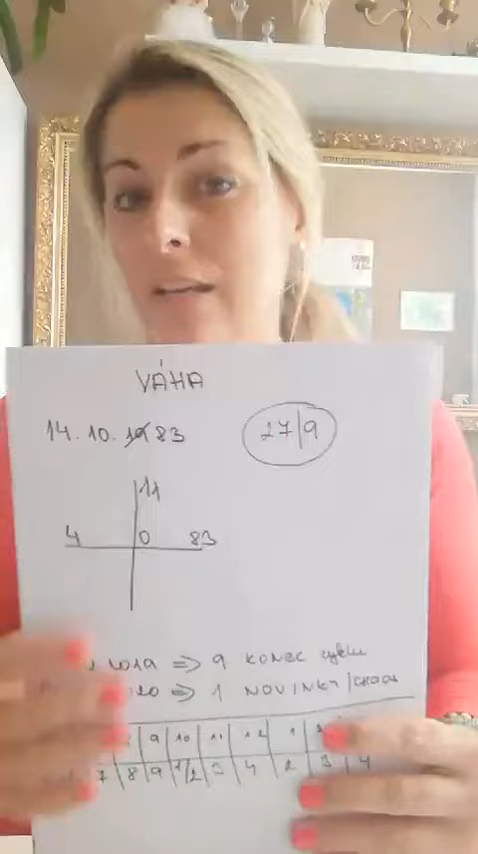 VÁHA
14. 10. 1983
27|9
11
4 0 83
2019 => 9 KONEC cyklu
=> 1 NOVINKY /
9 10 11 12 1
7 8 9 1/2 3 4 2 3 4